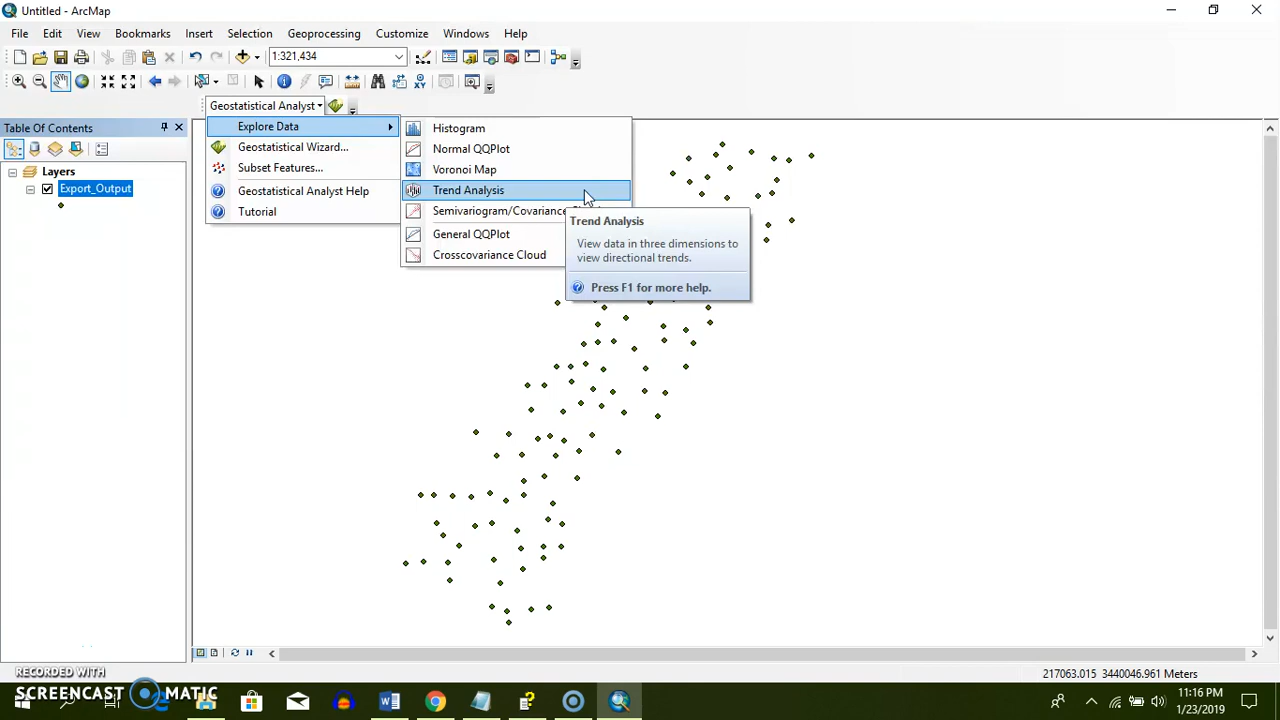 Untitled - ArcMap
File Edit View Bookmarks Insert Selection Geoprocessing Customize Windows Help
1:321,434
Geostatistical Analyst
Table Of Contents
Layers
Export_Output
Explore Data
Geostatistical Wizard...
Subset Features...
Geostatistical Analyst Help
Tutorial
Histogram
Normal QQPlot
Voronoi Map
Trend Analysis
Semivariogram/Covariance
General QQPlot
Crosscovariance Cloud
Trend Analysis
View data in three dimensions to
view directional trends.
Press F1 for more help.
217063.015 3440046.961 Meters
RECORDED WITH
SCREENCAST MATIC
11:16 PM
1/23/2019